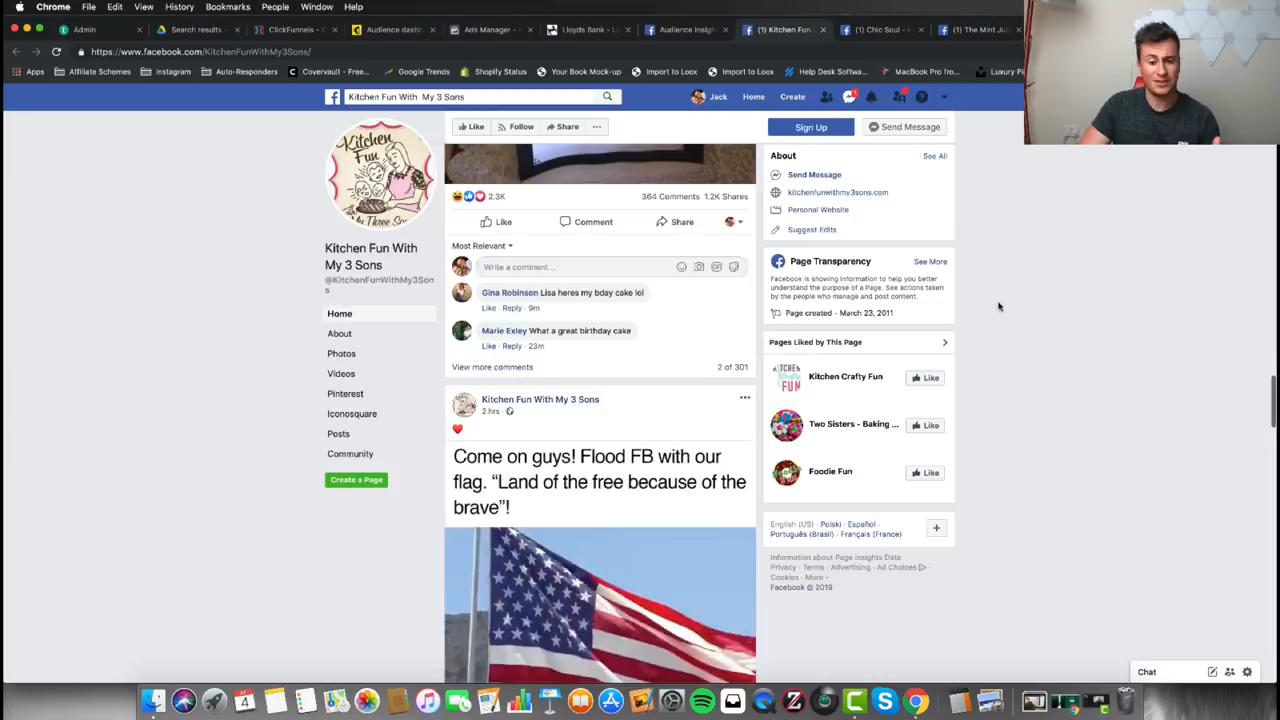 Chrome File Edit View History Bookmarks People Window Help
Admin Search results - ClickFunnels - Audience dash Ads Manager - Lloyds Bank - L Audience Insig (1) Kitchen Fun (1) Chic Soul - (1) The Mint Ju
https://www.facebook.com/KitchenFunWithMy3Sons/
Apps Affiliate Schemes Instagram Auto-Responders Covervault - Free... Google Trends Shopify Status Your Book Mock-up Import to Loox Import to Loox Help Desk Softwa... MacBook Pro fro... Luxury Pi
Kitchen Fun With My 3 Sons
Jack Home Create
Like Follow Share ... Sign Up Send Message
Kitchen Fun
With
My Three
Kitchen Fun With
My 3 Sons
@KitchenFunWithMy3Son
s
Home
About
Photos
Videos
Pinterest
Iconosquare
Posts
Community
Create a Page
2.3K 364 Comments 1.2K Shares
Like Comment Share
Most Relevant
Write a comment...
GIF
Gina Robinson Lisa heres my bday cake lol
Like · Reply · 9m
Marie Exley What a great birthday cake
Like · Reply · 23m
View more comments 2 of 301
Kitchen Fun With My 3 Sons
2 hrs ·
Come on guys! Flood FB with our
flag. “Land of the free because of the
brave”!
About See All
Send Message
kitchenfunwithmy3sons.com
Personal Website
Suggest Edits
Page Transparency See More
Facebook is showing information to help you better
understand the purpose of a Page. See actions taken
by the people who manage and post content.
Page created - March 23, 2011
Pages Liked by This Page
Kitchen Crafty Fun Like
Two Sisters - Baking ... Like
Foodie Fun Like
English (US) · Polski · Español ·
Português (Brasil) · Français (France)
Information about Page Insights Data
Privacy · Terms · Advertising · Ad Choices
Cookies · More
Facebook © 2019
Chat
4